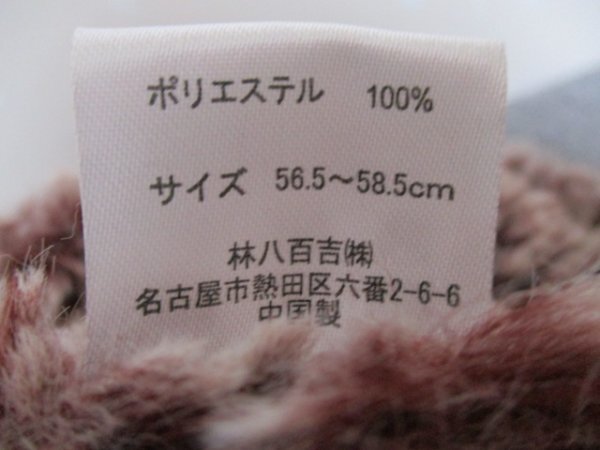 ポリエステル 100%
サイズ 56.5～58.5cm
林八百吉㈱
名古屋市熱田区六番2-6-6
中国製